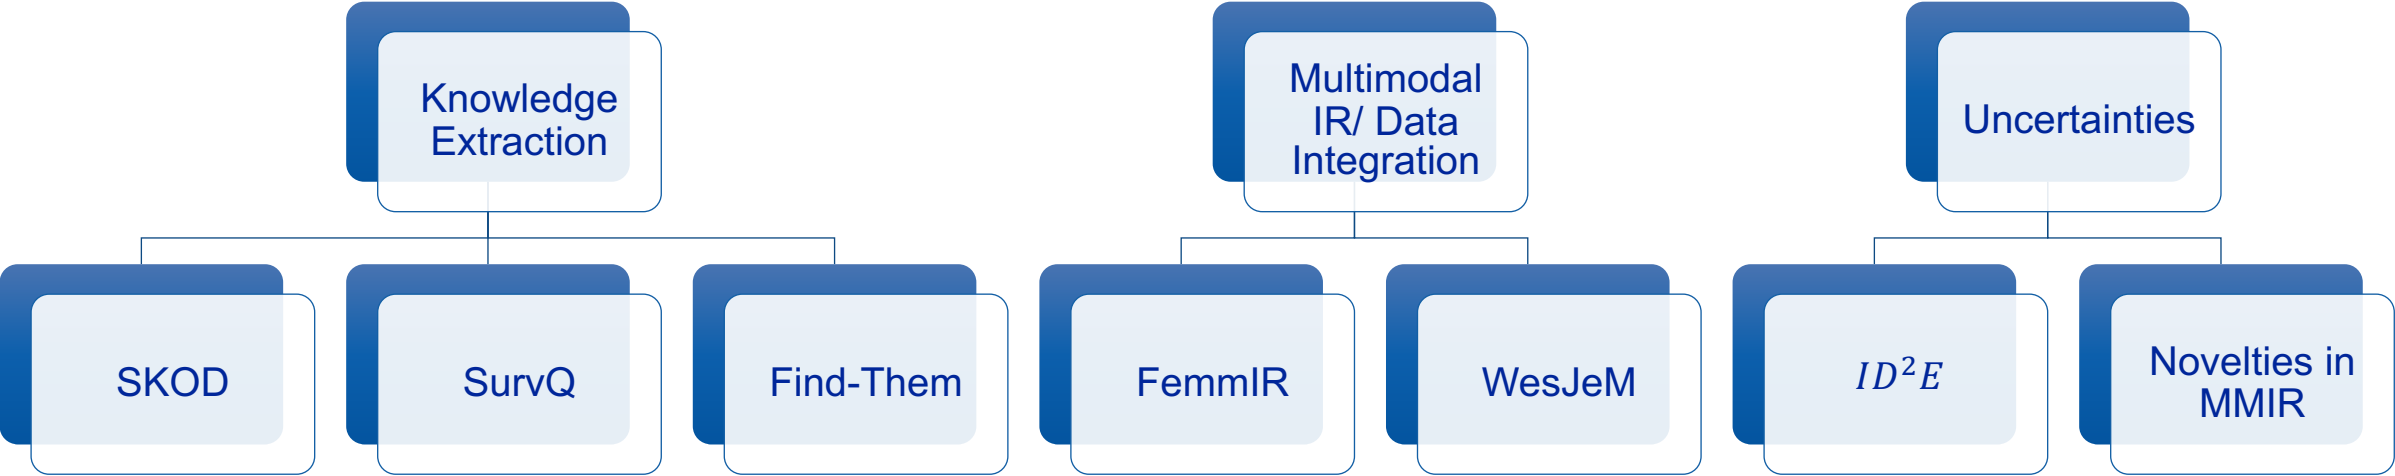 Knowledge
Extraction
Multimodal
IR/ Data
Integration
Uncertainties
SKOD
SurvQ
Find-Them
FemmIR
WesJeM
ID²E
Novelties in
MMIR